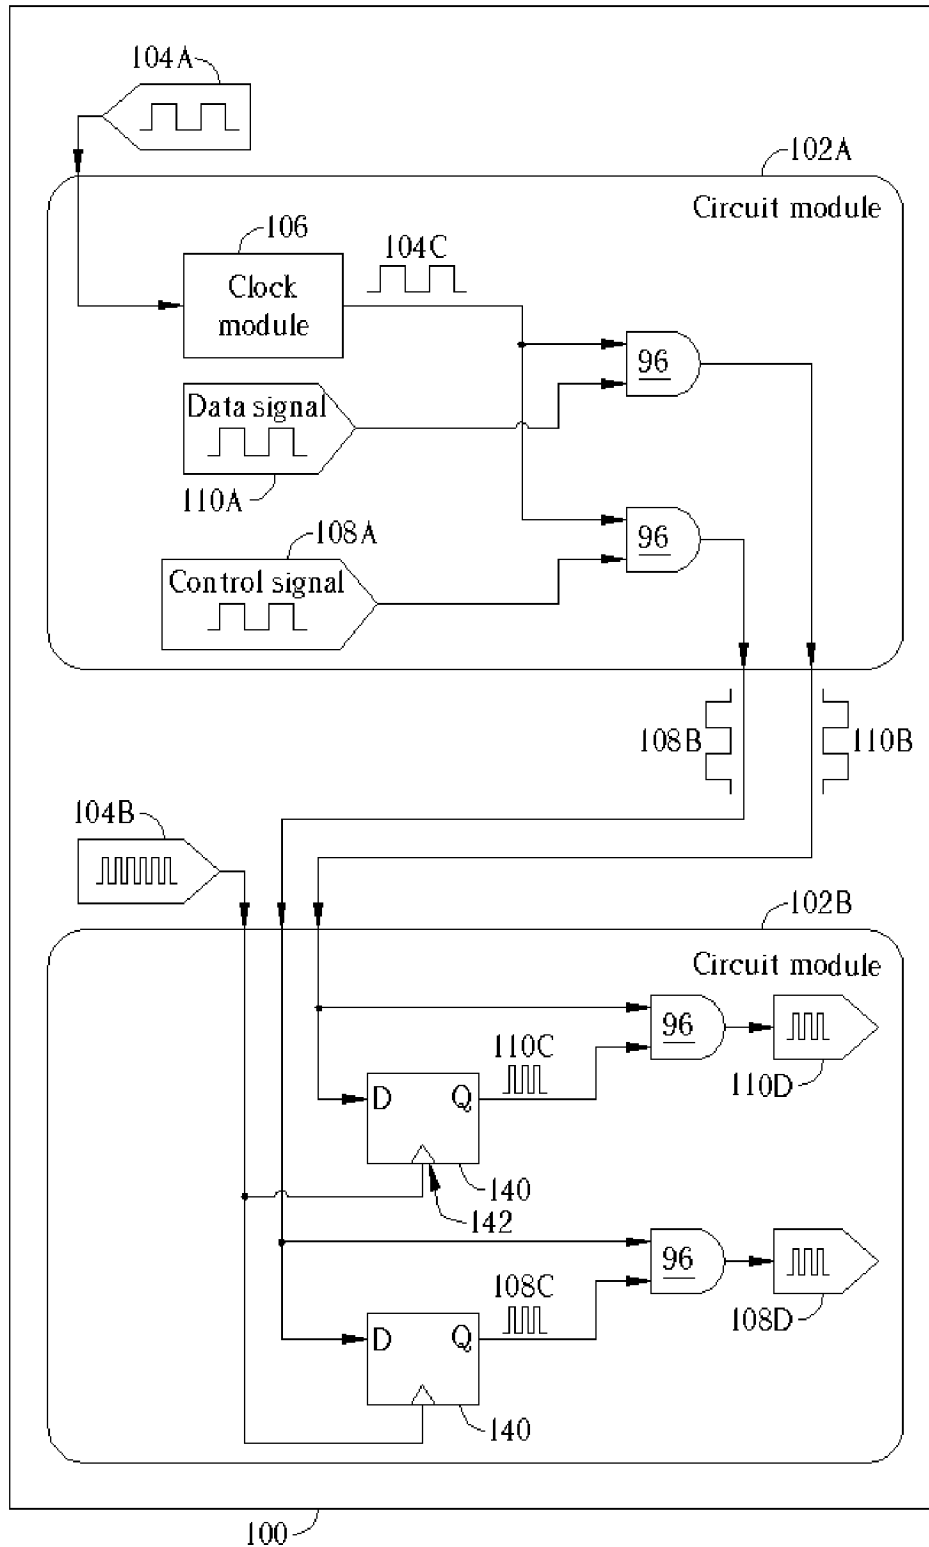 104A
102A
Circuit module
106
104C
Clock
module
96
Data signal
110A
108A
96
Control signal
108B
110B
104B
102B
Circuit module
96
110C
110D
D
Q
140
142
96
108C
108D
D
Q
140
100